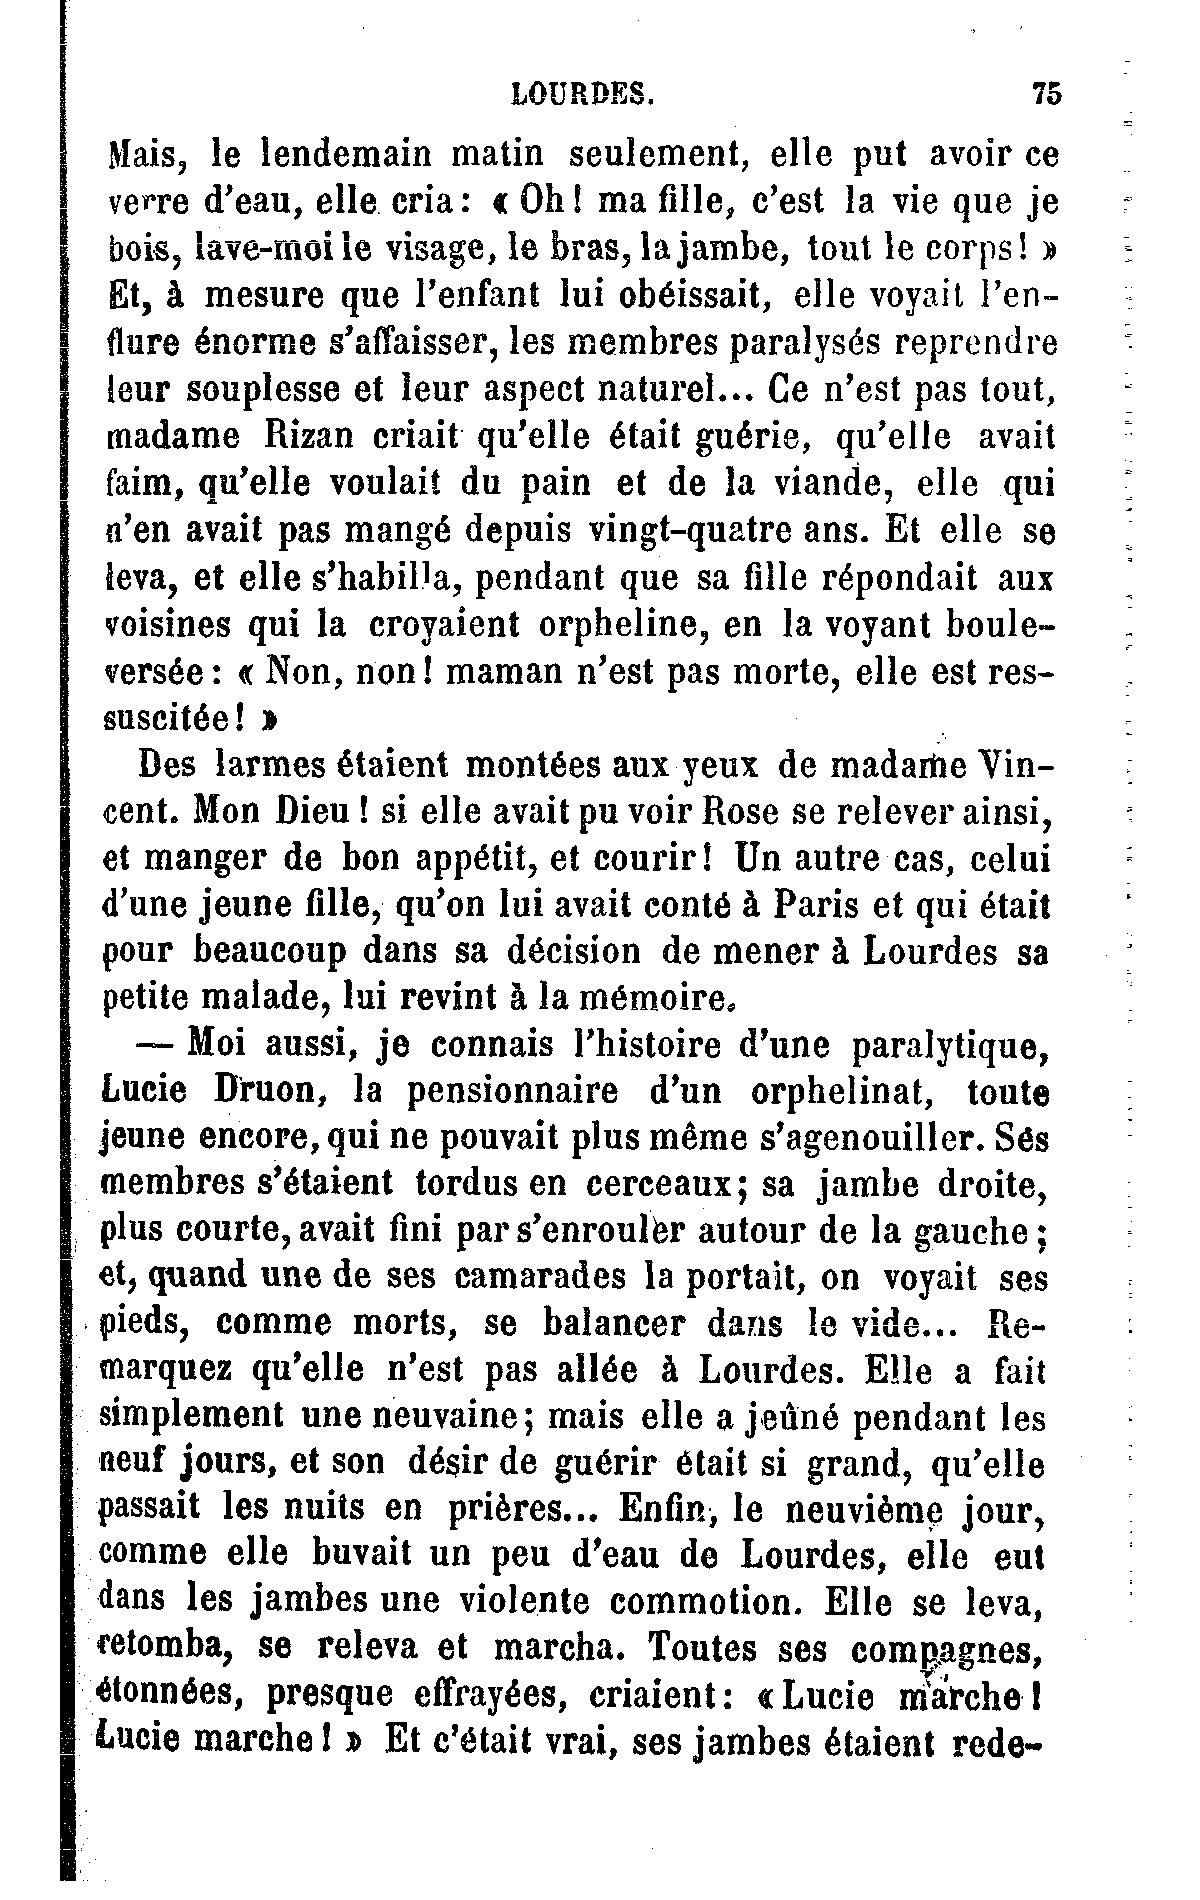 LOURDES. 75
Mais, le lendemain matin seulement, elle put avoir ce
verre d'eau, elle cria : « Oh ! ma fille, c'est la vie que je
bois, lave-moi le visage, le bras, la jambe, tout le corps ! »
Et, à mesure que l'enfant lui obéissait, elle voyait l'en-
flure énorme s'affaisser, les membres paralysés reprendre
leur souplesse et leur aspect naturel... Ce n'est pas tout,
madame Rizan criait qu'elle était guérie, qu'elle avait
faim, qu'elle voulait du pain et de la viande, elle qui
n'en avait pas mangé depuis vingt-quatre ans. Et elle se
leva, et elle s'habilla, pendant que sa fille répondait aux
voisines qui la croyaient orpheline, en la voyant boule-
versée : « Non, non ! maman n'est pas morte, elle est res-
suscitée ! »
Des larmes étaient montées aux yeux de madame Vin-
cent. Mon Dieu ! si elle avait pu voir Rose se relever ainsi,
et manger de bon appétit, et courir ! Un autre cas, celui
d'une jeune fille, qu'on lui avait conté à Paris et qui était
pour beaucoup dans sa décision de mener à Lourdes sa
petite malade, lui revint à la mémoire.
— Moi aussi, je connais l'histoire d'une paralytique,
Lucie Druon, la pensionnaire d'un orphelinat, toute
jeune encore, qui ne pouvait plus même s'agenouiller. Ses
membres s'étaient tordus en cerceaux ; sa jambe droite,
plus courte, avait fini par s'enrouler autour de la gauche ;
et, quand une de ses camarades la portait, on voyait ses
pieds, comme morts, se balancer dans le vide... Re-
marquez qu'elle n'est pas allée à Lourdes. Elle a fait
simplement une neuvaine ; mais elle a jeûné pendant les
neuf jours, et son désir de guérir était si grand, qu'elle
passait les nuits en prières... Enfin, le neuvième jour,
comme elle buvait un peu d'eau de Lourdes, elle eut
dans les jambes une violente commotion. Elle se leva,
retomba, se releva et marcha. Toutes ses compagnes,
étonnées, presque effrayées, criaient : « Lucie marche !
Lucie marche ! » Et c'était vrai, ses jambes étaient rede-